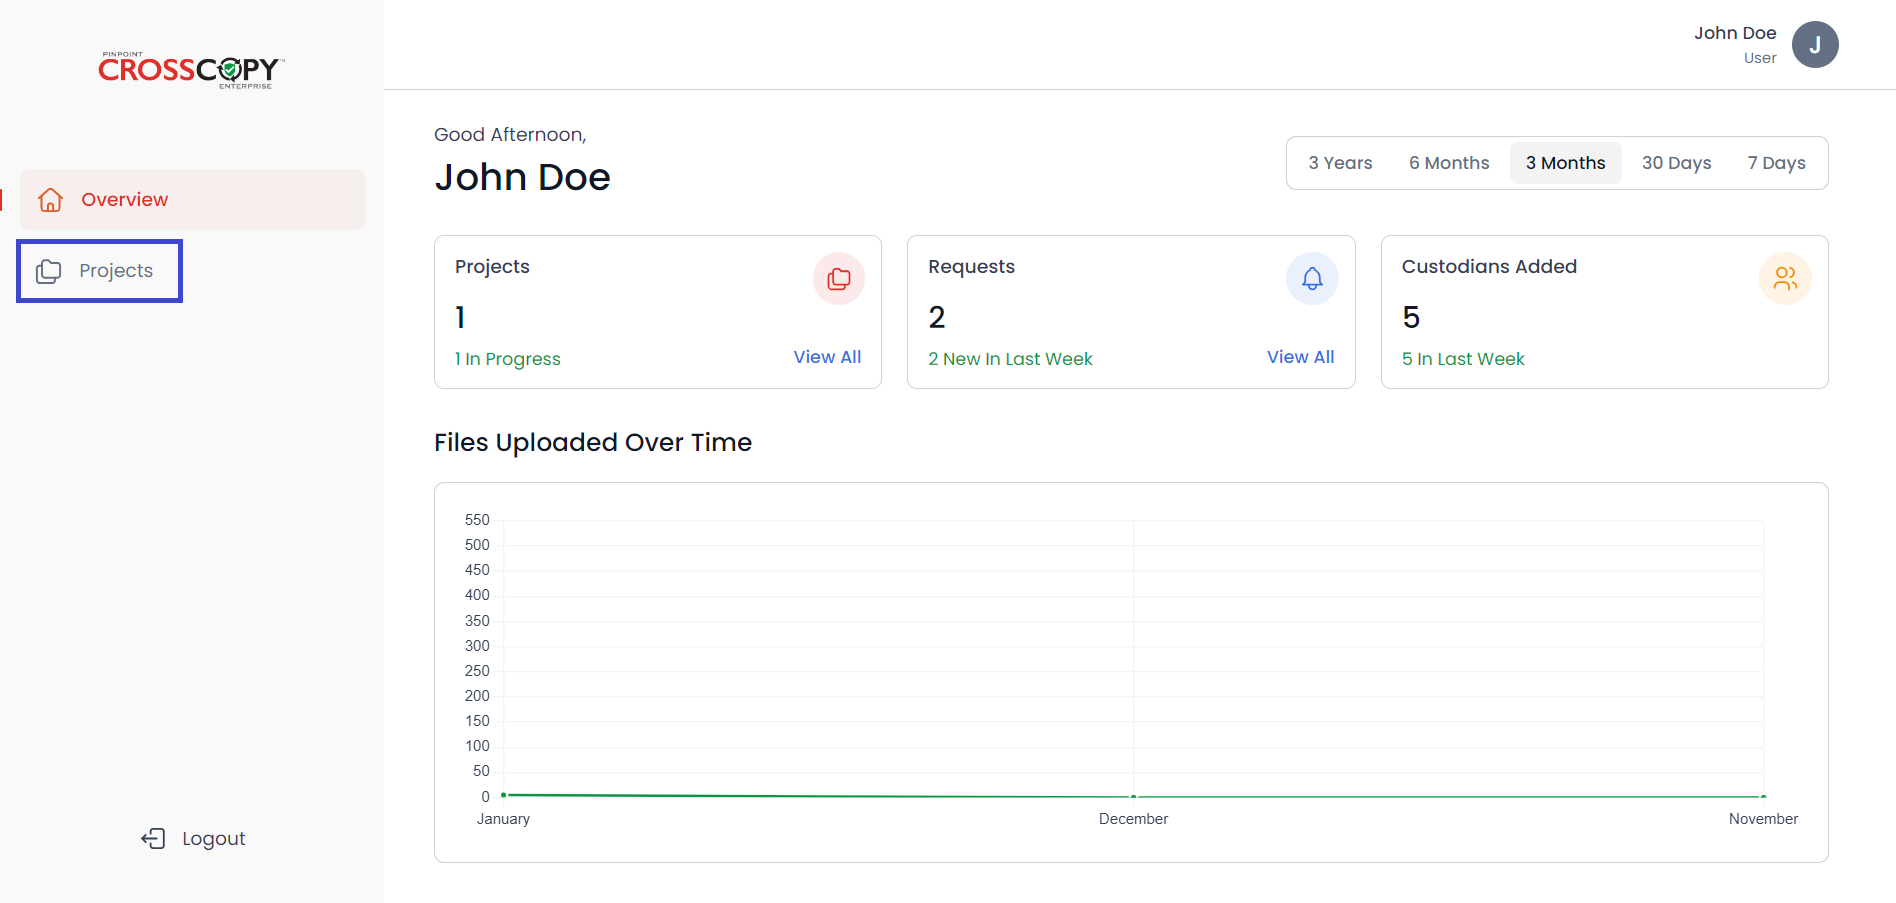 PINPOINT
CROSSCOPY™
ENTERPRISE
Overview
Projects
Logout
John Doe
User
J
Good Afternoon,
John Doe
3 Years 6 Months 3 Months 30 Days 7 Days
Projects
1
1 In Progress View All
Requests
2
2 New In Last Week View All
Custodians Added
5
5 In Last Week
Files Uploaded Over Time
550
500
450
400
350
300
250
200
150
100
50
0
January December November